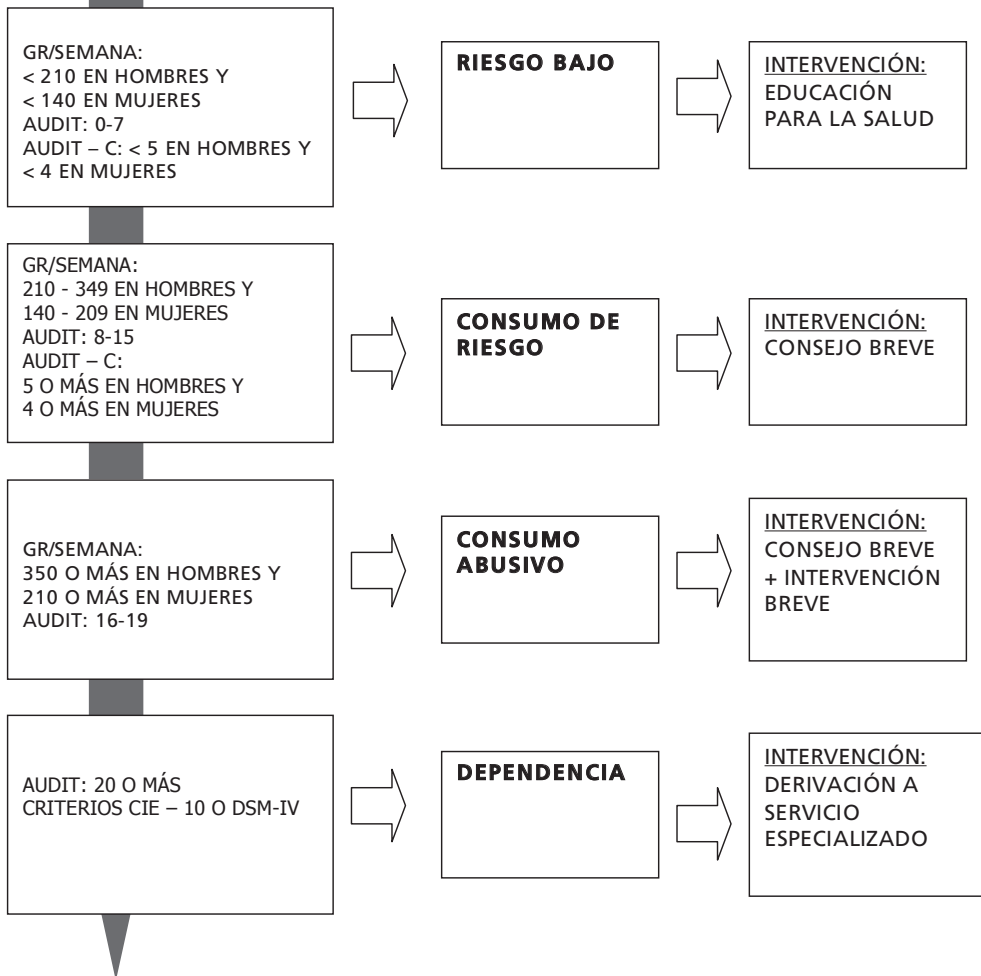 GR/SEMANA:
< 210 EN HOMBRES Y
< 140 EN MUJERES
AUDIT: 0-7
AUDIT – C: < 5 EN HOMBRES Y
< 4 EN MUJERES
RIESGO BAJO
INTERVENCIÓN:
EDUCACIÓN
PARA LA SALUD
GR/SEMANA:
210 - 349 EN HOMBRES Y
140 - 209 EN MUJERES
AUDIT: 8-15
AUDIT – C:
5 O MÁS EN HOMBRES Y
4 O MÁS EN MUJERES
CONSUMO DE
RIESGO
INTERVENCIÓN:
CONSEJO BREVE
GR/SEMANA:
350 O MÁS EN HOMBRES Y
210 O MÁS EN MUJERES
AUDIT: 16-19
CONSUMO
ABUSIVO
INTERVENCIÓN:
CONSEJO BREVE
+ INTERVENCIÓN
BREVE
AUDIT: 20 O MÁS
CRITERIOS CIE – 10 O DSM-IV
DEPENDENCIA
INTERVENCIÓN:
DERIVACIÓN A
SERVICIO
ESPECIALIZADO